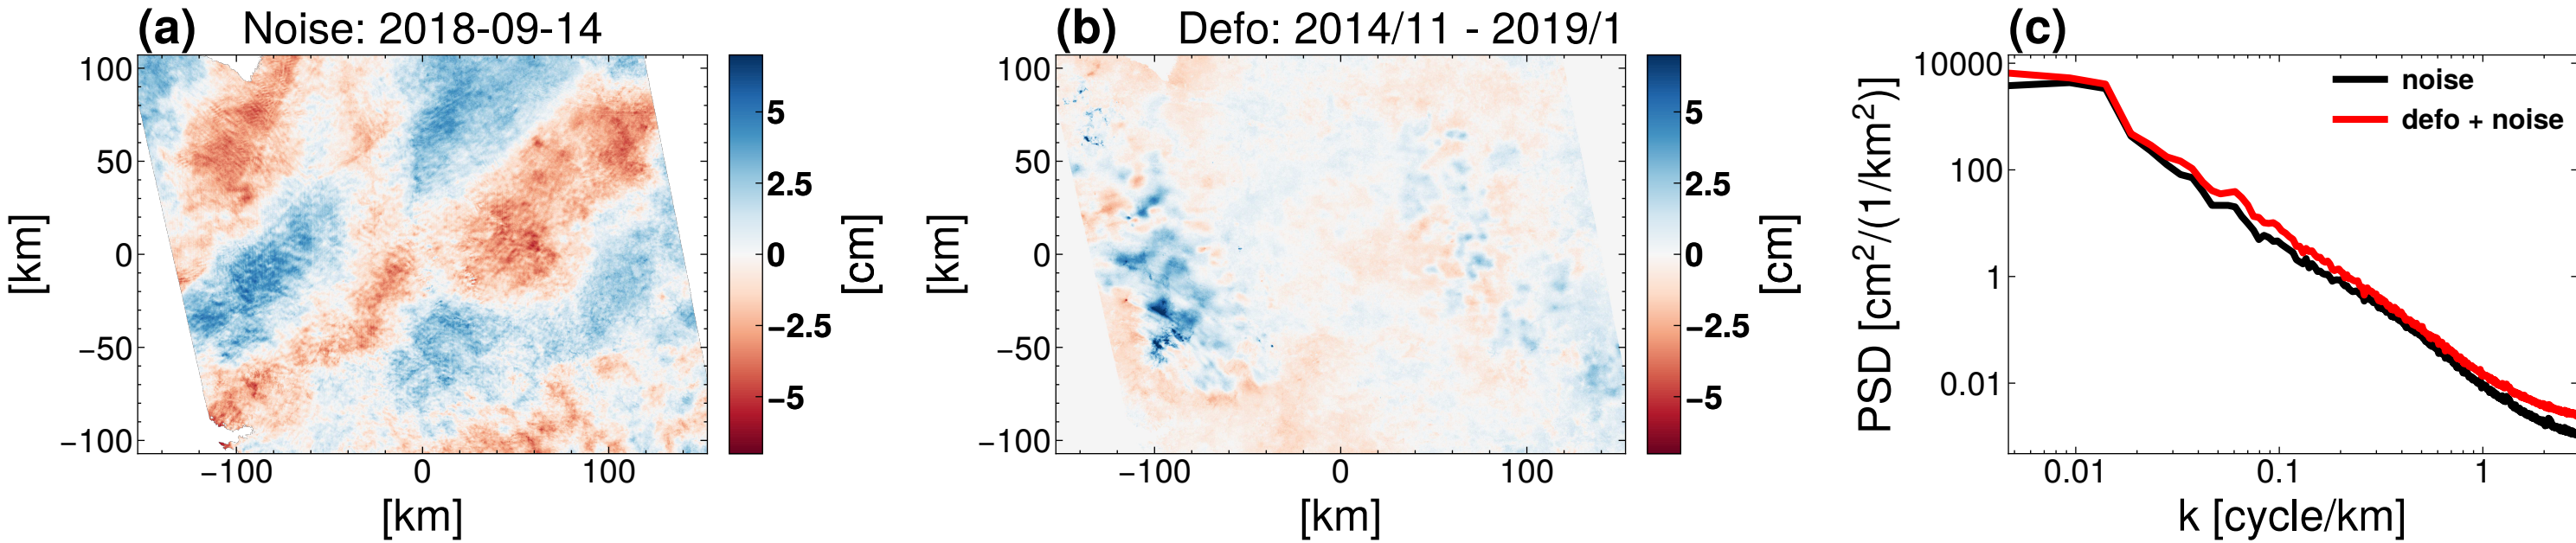 (a) Noise: 2018-09-14
100
50
0
−50
−100
[km]
−100 0 100
[km]
5
2.5
0
−2.5
−5
[cm]
(b) Defo: 2014/11 - 2019/1
100
50
0
−50
−100
[km]
−100 0 100
[km]
5
2.5
0
−2.5
−5
[cm]
(c)
noise
defo + noise
10000
100
1
0.01
PSD [cm²/(1/km²)]
0.01 0.1 1
k [cycle/km]